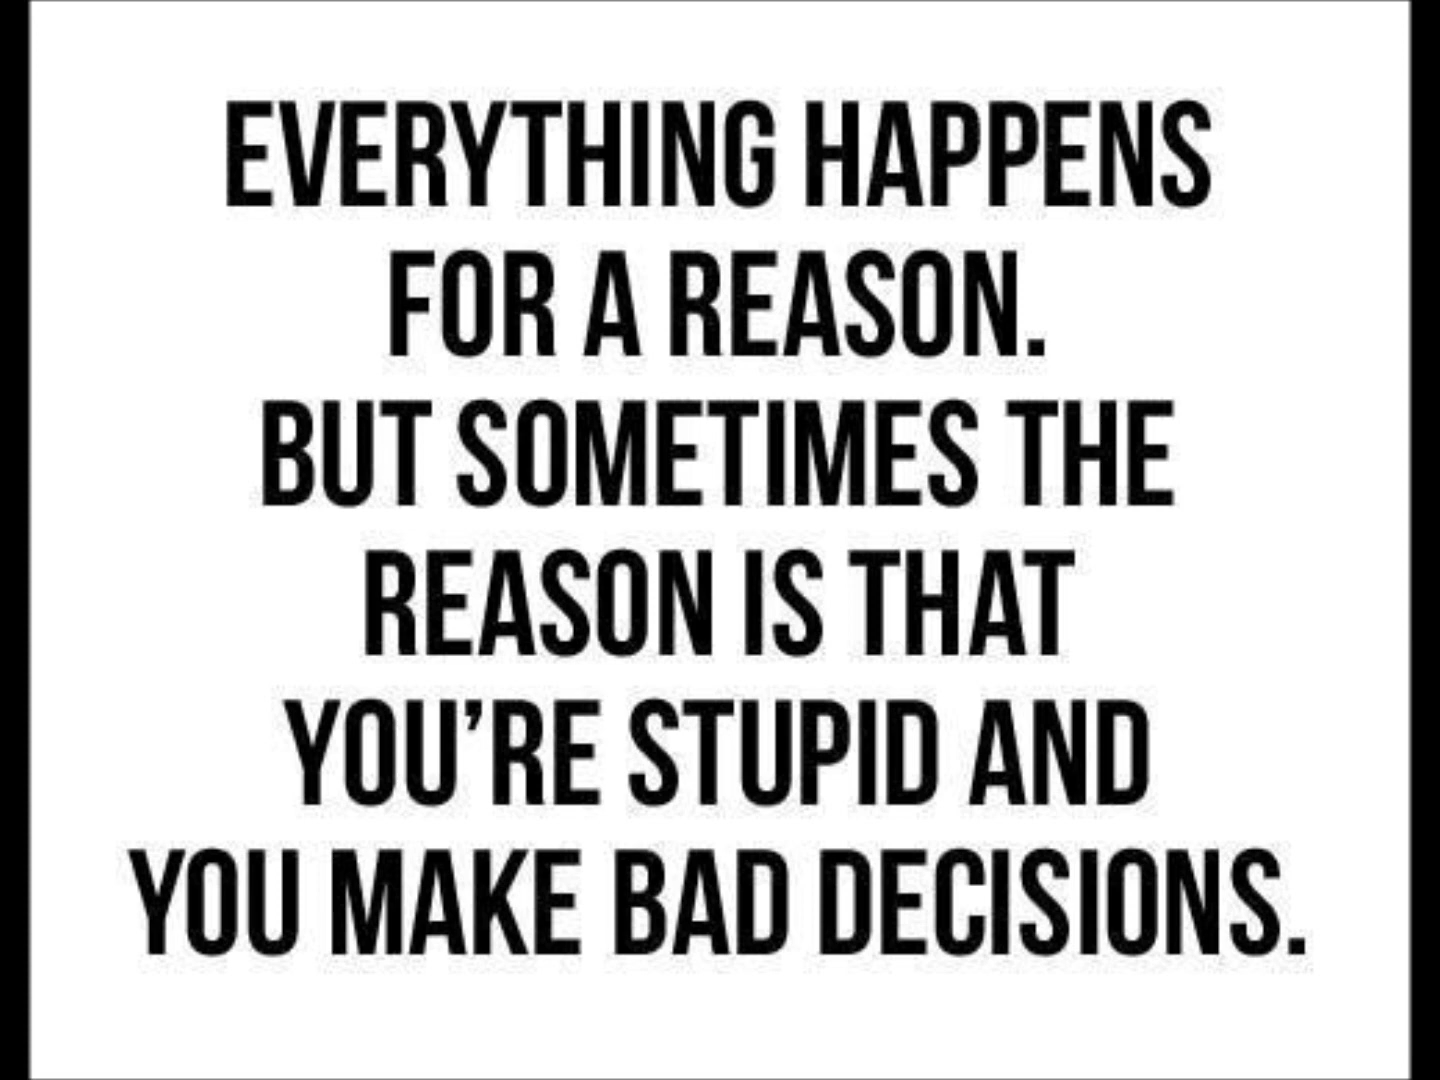 EVERYTHING HAPPENS
FOR A REASON.
BUT SOMETIMES THE
REASON IS THAT
YOU’RE STUPID AND
YOU MAKE BAD DECISIONS.